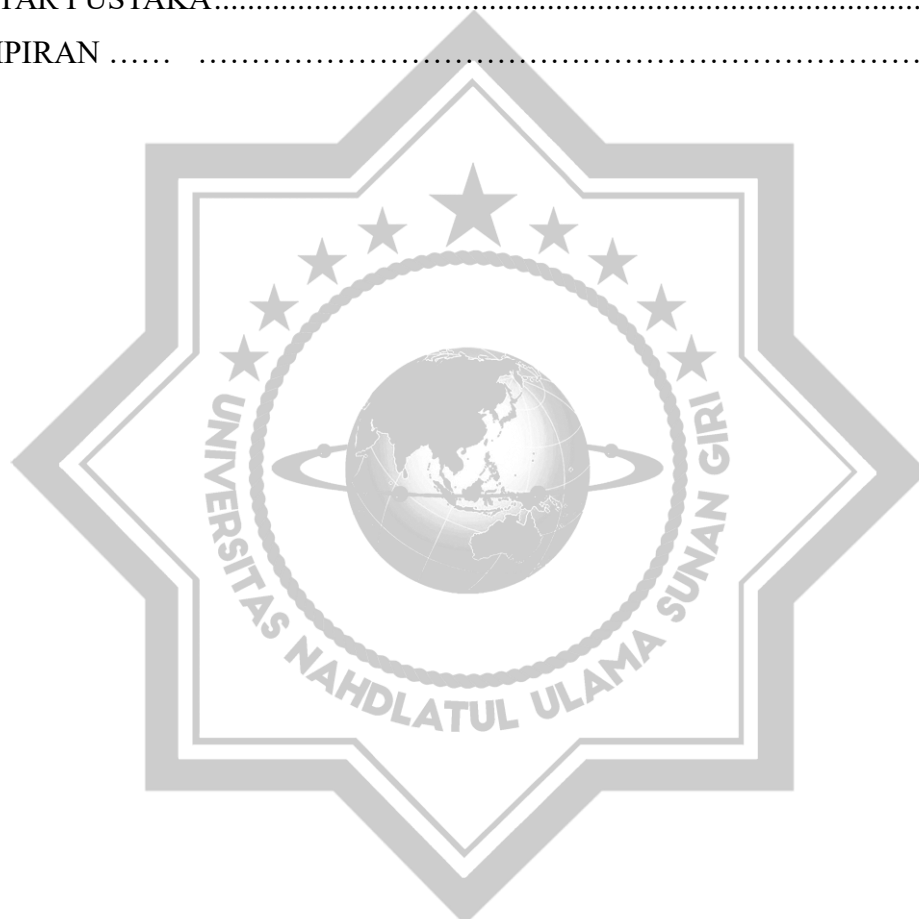 TAR PUSTAKA..........................................................................................
IPIRAN ...... ……………………………………………………………
UNIVERSITAS NAHDLATUL ULAMA SUNAN GIRI